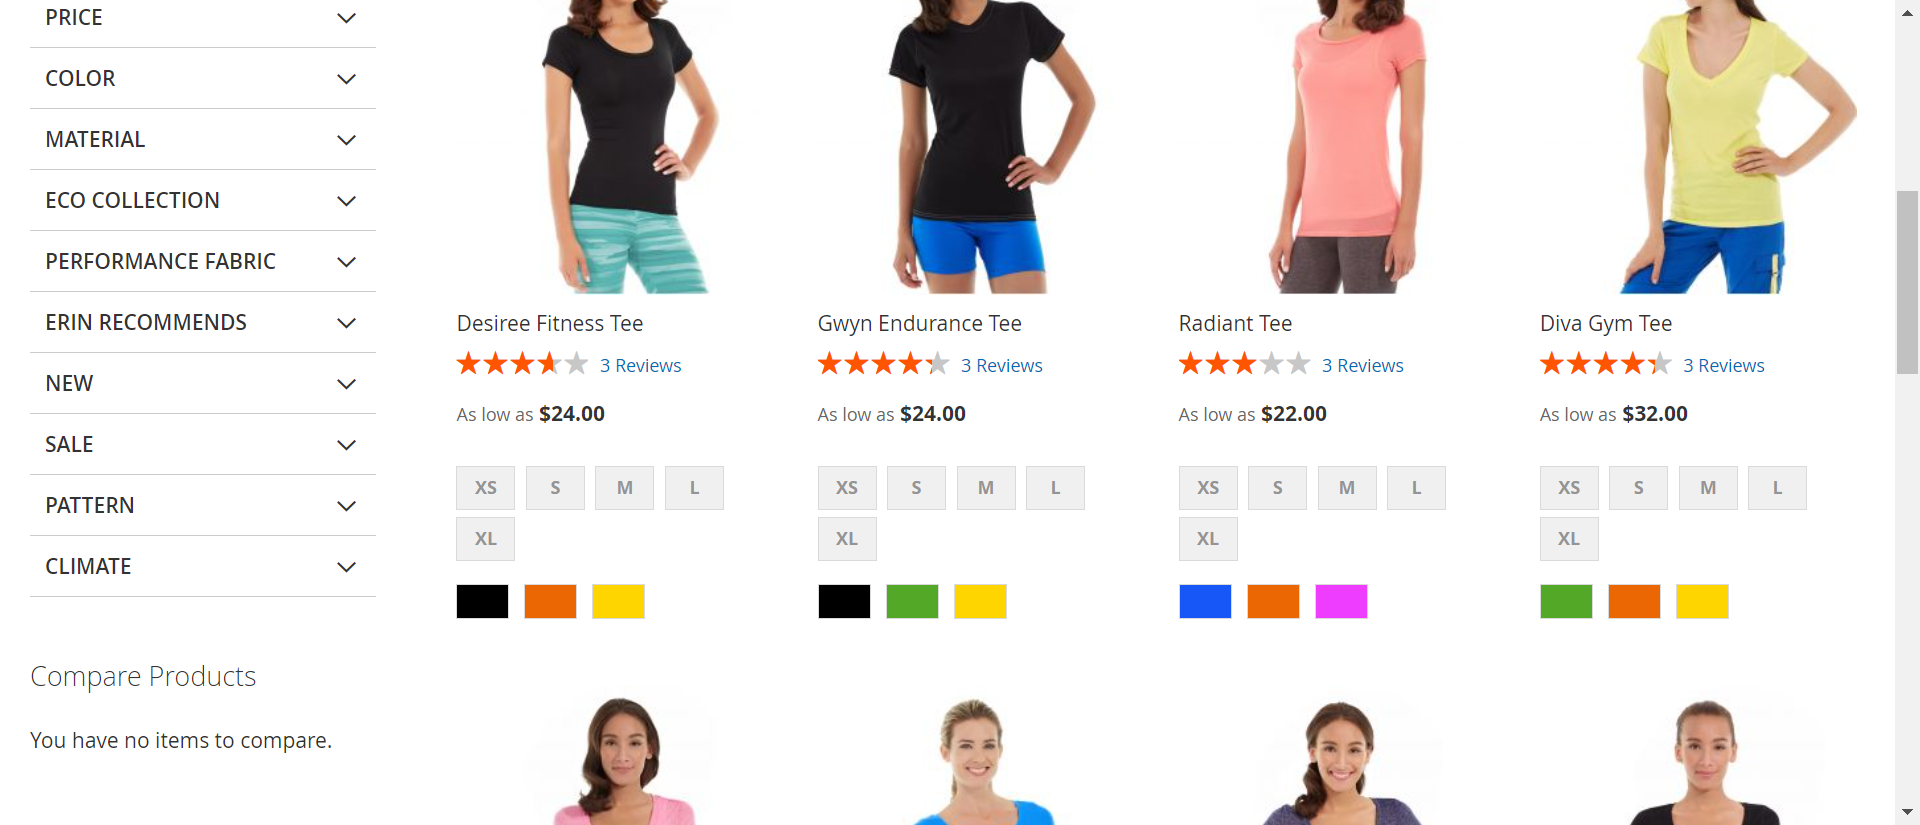 PRICE
COLOR
MATERIAL
ECO COLLECTION
PERFORMANCE FABRIC
ERIN RECOMMENDS
NEW
SALE
PATTERN
CLIMATE
Compare Products
You have no items to compare.
Desiree Fitness Tee
3 Reviews
As low as $24.00
XS S M L
XL
Gwyn Endurance Tee
3 Reviews
As low as $24.00
XS S M L
XL
Radiant Tee
3 Reviews
As low as $22.00
XS S M L
XL
Diva Gym Tee
3 Reviews
As low as $32.00
XS S M L
XL